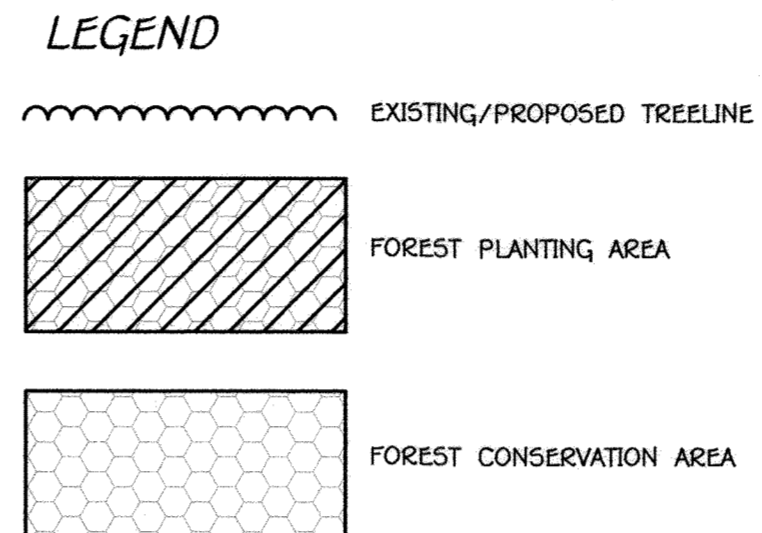 LEGEND
EXISTING/PROPOSED TREELINE
FOREST PLANTING AREA
FOREST CONSERVATION AREA